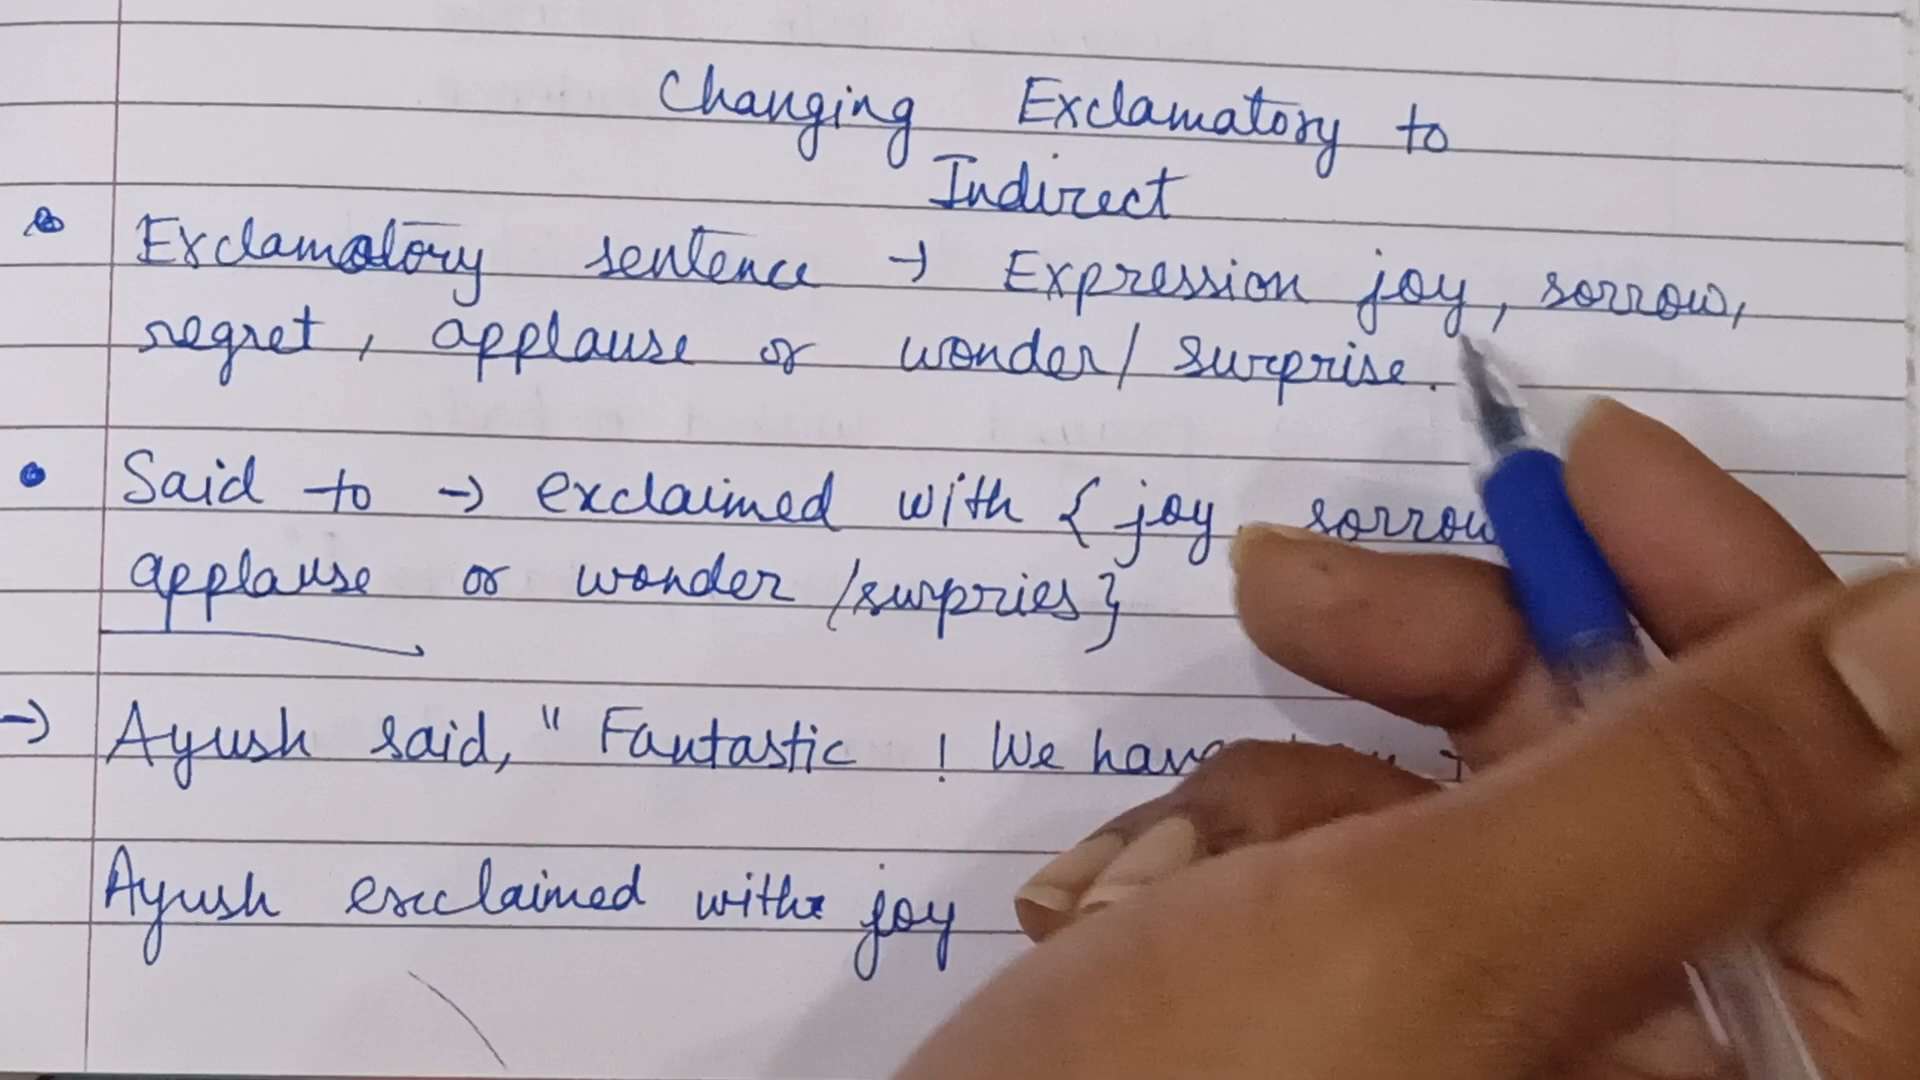 Changing Exclamatory to
Indirect
Exclamatory sentence → Expression joy, sorrow,
regret, applause or wonder/ surprise.
Said to → exclaimed with { joy sorrow
applause or wonder /surpries}
→ Ayush said, " Fantastic ! We have
Ayush exclaimed with joy